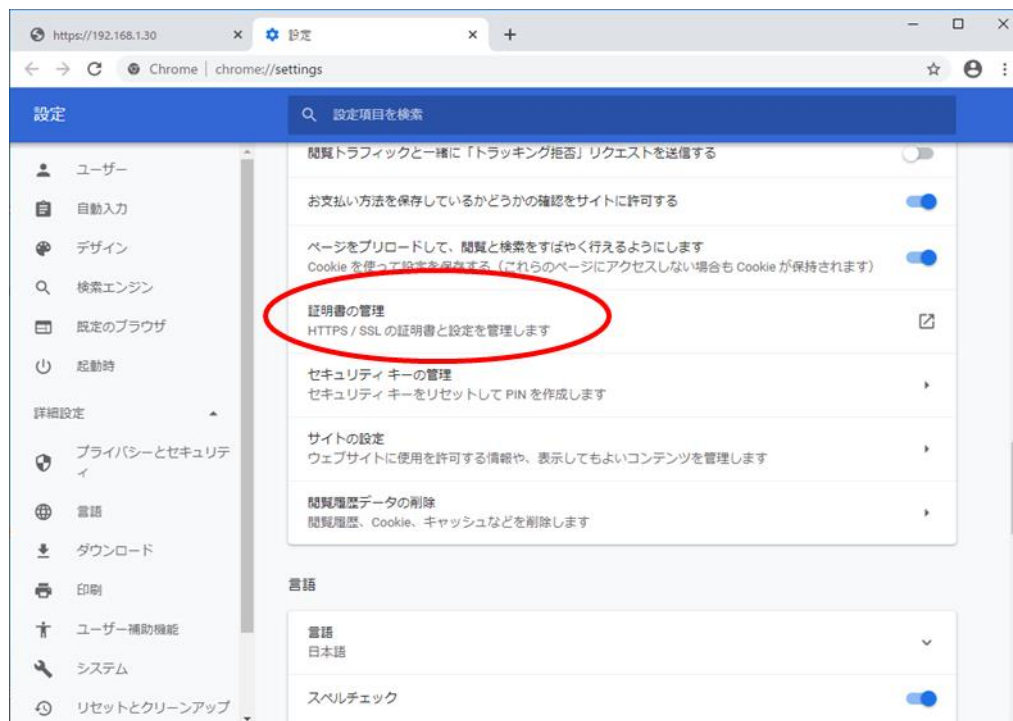 https://192.168.1.30
設定
Chrome | chrome://settings
設定
設定項目を検索
ユーザー
自動入力
デザイン
検索エンジン
既定のブラウザ
起動時
詳細設定
プライバシーとセキュリテ
ィ
言語
ダウンロード
印刷
ユーザー補助機能
システム
リセットとクリーンアップ
閲覧トラフィックと一緒に「トラッキング拒否」リクエストを送信する
お支払い方法を保存しているかどうかの確認をサイトに許可する
ページをプリロードして、閲覧と検索をすばやく行えるようにします
Cookie を使って設定を保存する（これらのページにアクセスしない場合も Cookie が保持されます）
証明書の管理
HTTPS / SSL の証明書と設定を管理します
セキュリティ キーの管理
セキュリティ キーをリセットして PIN を作成します
サイトの設定
ウェブサイトに使用を許可する情報や、表示してもよいコンテンツを管理します
閲覧履歴データの削除
閲覧履歴、Cookie、キャッシュなどを削除します
言語
言語
日本語
スペルチェック